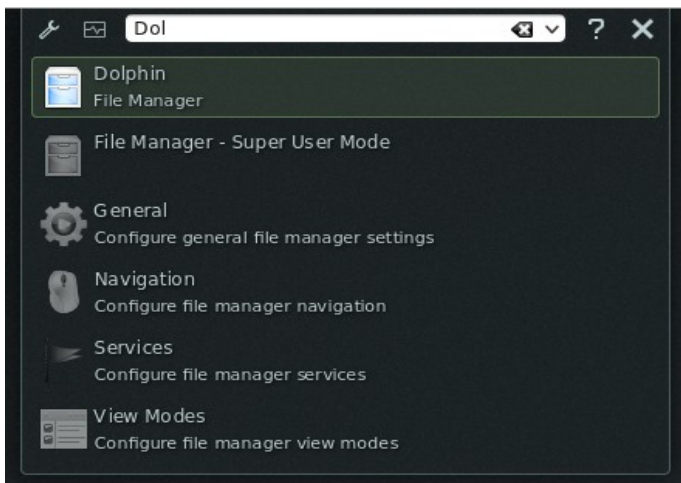 Dol
?
Dolphin
File Manager
File Manager - Super User Mode
General
Configure general file manager settings
Navigation
Configure file manager navigation
Services
Configure file manager services
View Modes
Configure file manager view modes